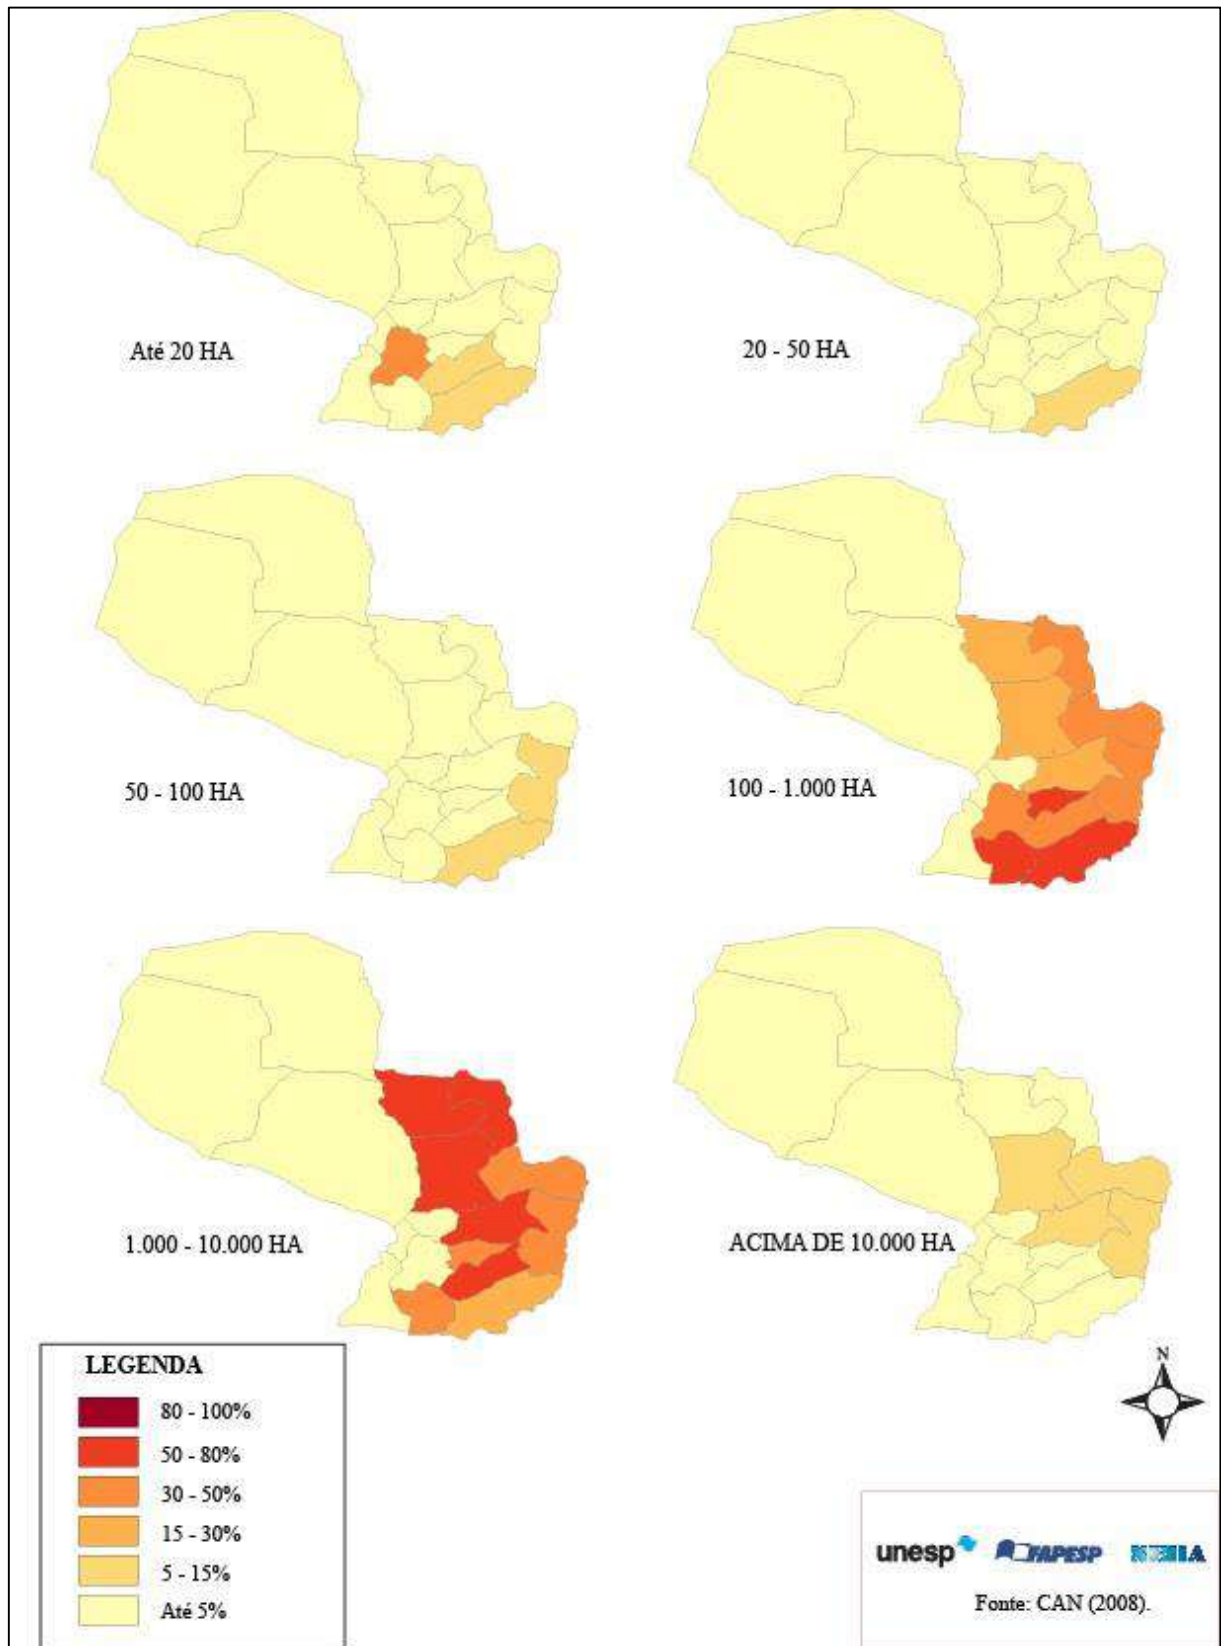 Até 20 HA
20 - 50 HA
50 - 100 HA
100 - 1.000 HA
1.000 - 10.000 HA
ACIMA DE 10.000 HA
LEGENDA
80 - 100%
50 - 80%
30 - 50%
15 - 30%
5 - 15%
Até 5%
N
unesp FAPESP
Fonte: CAN (2008).